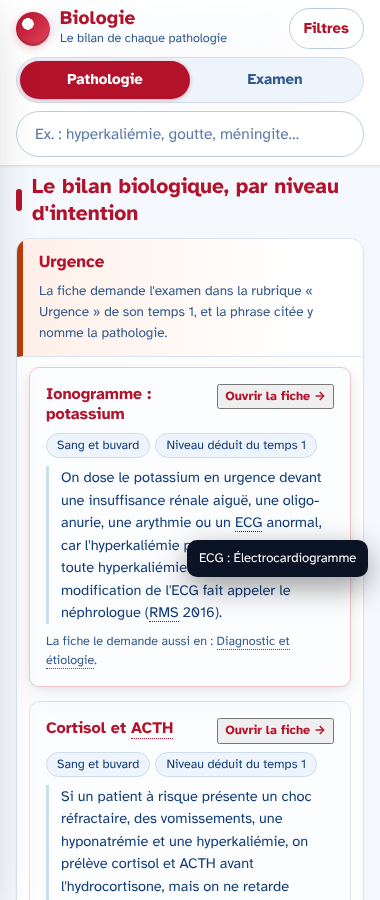 Biologie
Le bilan de chaque pathologie
Filtres
Pathologie
Examen
Ex. : hyperkaliémie, goutte, méningite...
Le bilan biologique, par niveau
d'intention
Urgence
La fiche demande l'examen dans la rubrique «
Urgence » de son temps 1, et la phrase citée y
nomme la pathologie.
Ionogramme :
potassium
Ouvrir la fiche →
Sang et buvard
Niveau déduit du temps 1
On dose le potassium en urgence devant
une insuffisance rénale aiguë, une oligo-
anurie, une arythmie ou un ECG anormal,
car l'hyperkaliémie
ECG : Électrocardiogramme
toute hyperkaliémie
modification de l'ECG fait appeler le
néphrologue (RMS 2016).
La fiche le demande aussi en : Diagnostic et
étiologie.
Cortisol et ACTH
Ouvrir la fiche →
Sang et buvard
Niveau déduit du temps 1
Si un patient à risque présente un choc
réfractaire, des vomissements, une
hyponatrémie et une hyperkaliémie, on
prélève cortisol et ACTH avant
l'hydrocortisone, mais on ne retarde